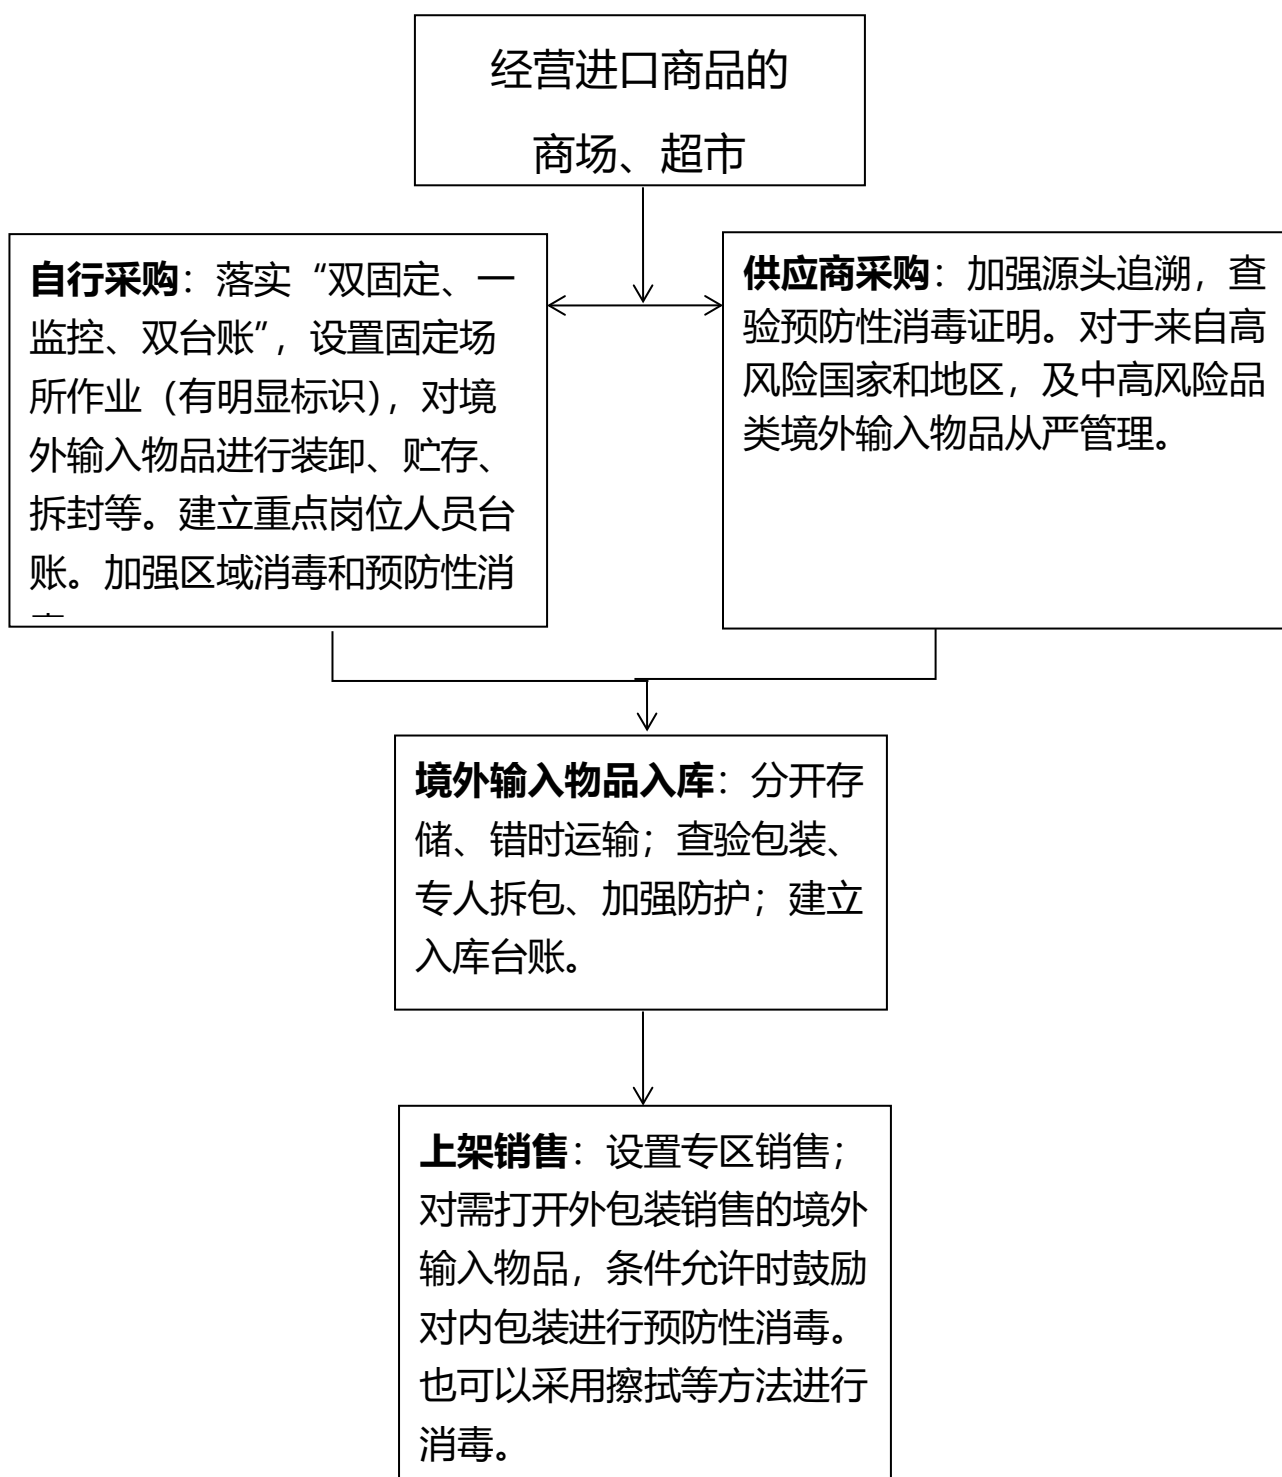 经营进口商品的
商场、超市
自行采购：落实“双固定、一
监控、双台账”，设置固定场
所作业（有明显标识），对境
外输入物品进行装卸、贮存、
拆封等。建立重点岗位人员台
账。加强区域消毒和预防性消
供应商采购：加强源头追溯，查
验预防性消毒证明。对于来自高
风险国家和地区，及中高风险品
类境外输入物品从严管理。
境外输入物品入库：分开存
储、错时运输；查验包装、
专人拆包、加强防护；建立
入库台账。
上架销售：设置专区销售；
对需打开外包装销售的境外
输入物品，条件允许时鼓励
对内包装进行预防性消毒。
也可以采用擦拭等方法进行
消毒。